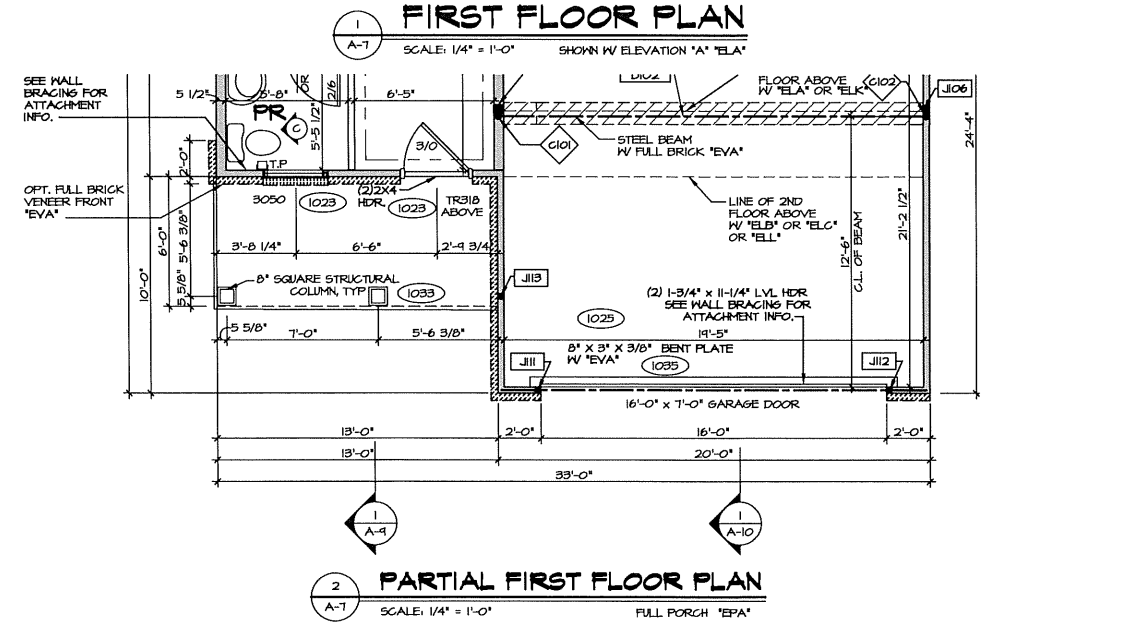 FIRST FLOOR PLAN
1
A-7
SCALE: 1/4" = 1'-0"
SHOWN W/ ELEVATION "A" "ELA"
SEE WALL
BRACING FOR
ATTACHMENT
INFO.
5 1/2"
5'-8"
2/6
6'-5"
PR
C
5'-5 1/2"
T.P
3/0
D102
FLOOR ABOVE
W/ "ELA" OR "ELK"
C102
J106
24'-4"
STEEL BEAM
W/ FULL BRICK "EVA"
C101
2'-0"
OPT. FULL BRICK
VENEER FRONT
"EVA"
3050
1023
(2)2X4
HDR.
1023
TR318
ABOVE
LINE OF 2ND
FLOOR ABOVE
W/ "ELB" OR "ELC"
OR "ELL"
21'-2 1/2"
12'-6"
C.L. OF BEAM
6'-0"
5'-6 3/8"
3'-8 1/4"
6'-6"
2'-9 3/4
10'-0"
5 5/8"
8" SQUARE STRUCTURAL
COLUMN, TYP
1033
J113
(2) 1-3/4" x 11-1/4" LVL HDR
SEE WALL BRACING FOR
ATTACHMENT INFO.
1025
5 5/8"
7'-0"
5'-6 3/8"
19'-5"
8" X 3" X 3/8" BENT PLATE
W/ "EVA"
1035
J111
J112
16'-0" x 7'-0" GARAGE DOOR
13'-0"
2'-0"
16'-0"
2'-0"
13'-0"
20'-0"
33'-0"
1
A-9
1
A-10
2
A-7
PARTIAL FIRST FLOOR PLAN
SCALE: 1/4" = 1'-0"
FULL PORCH "EPA"